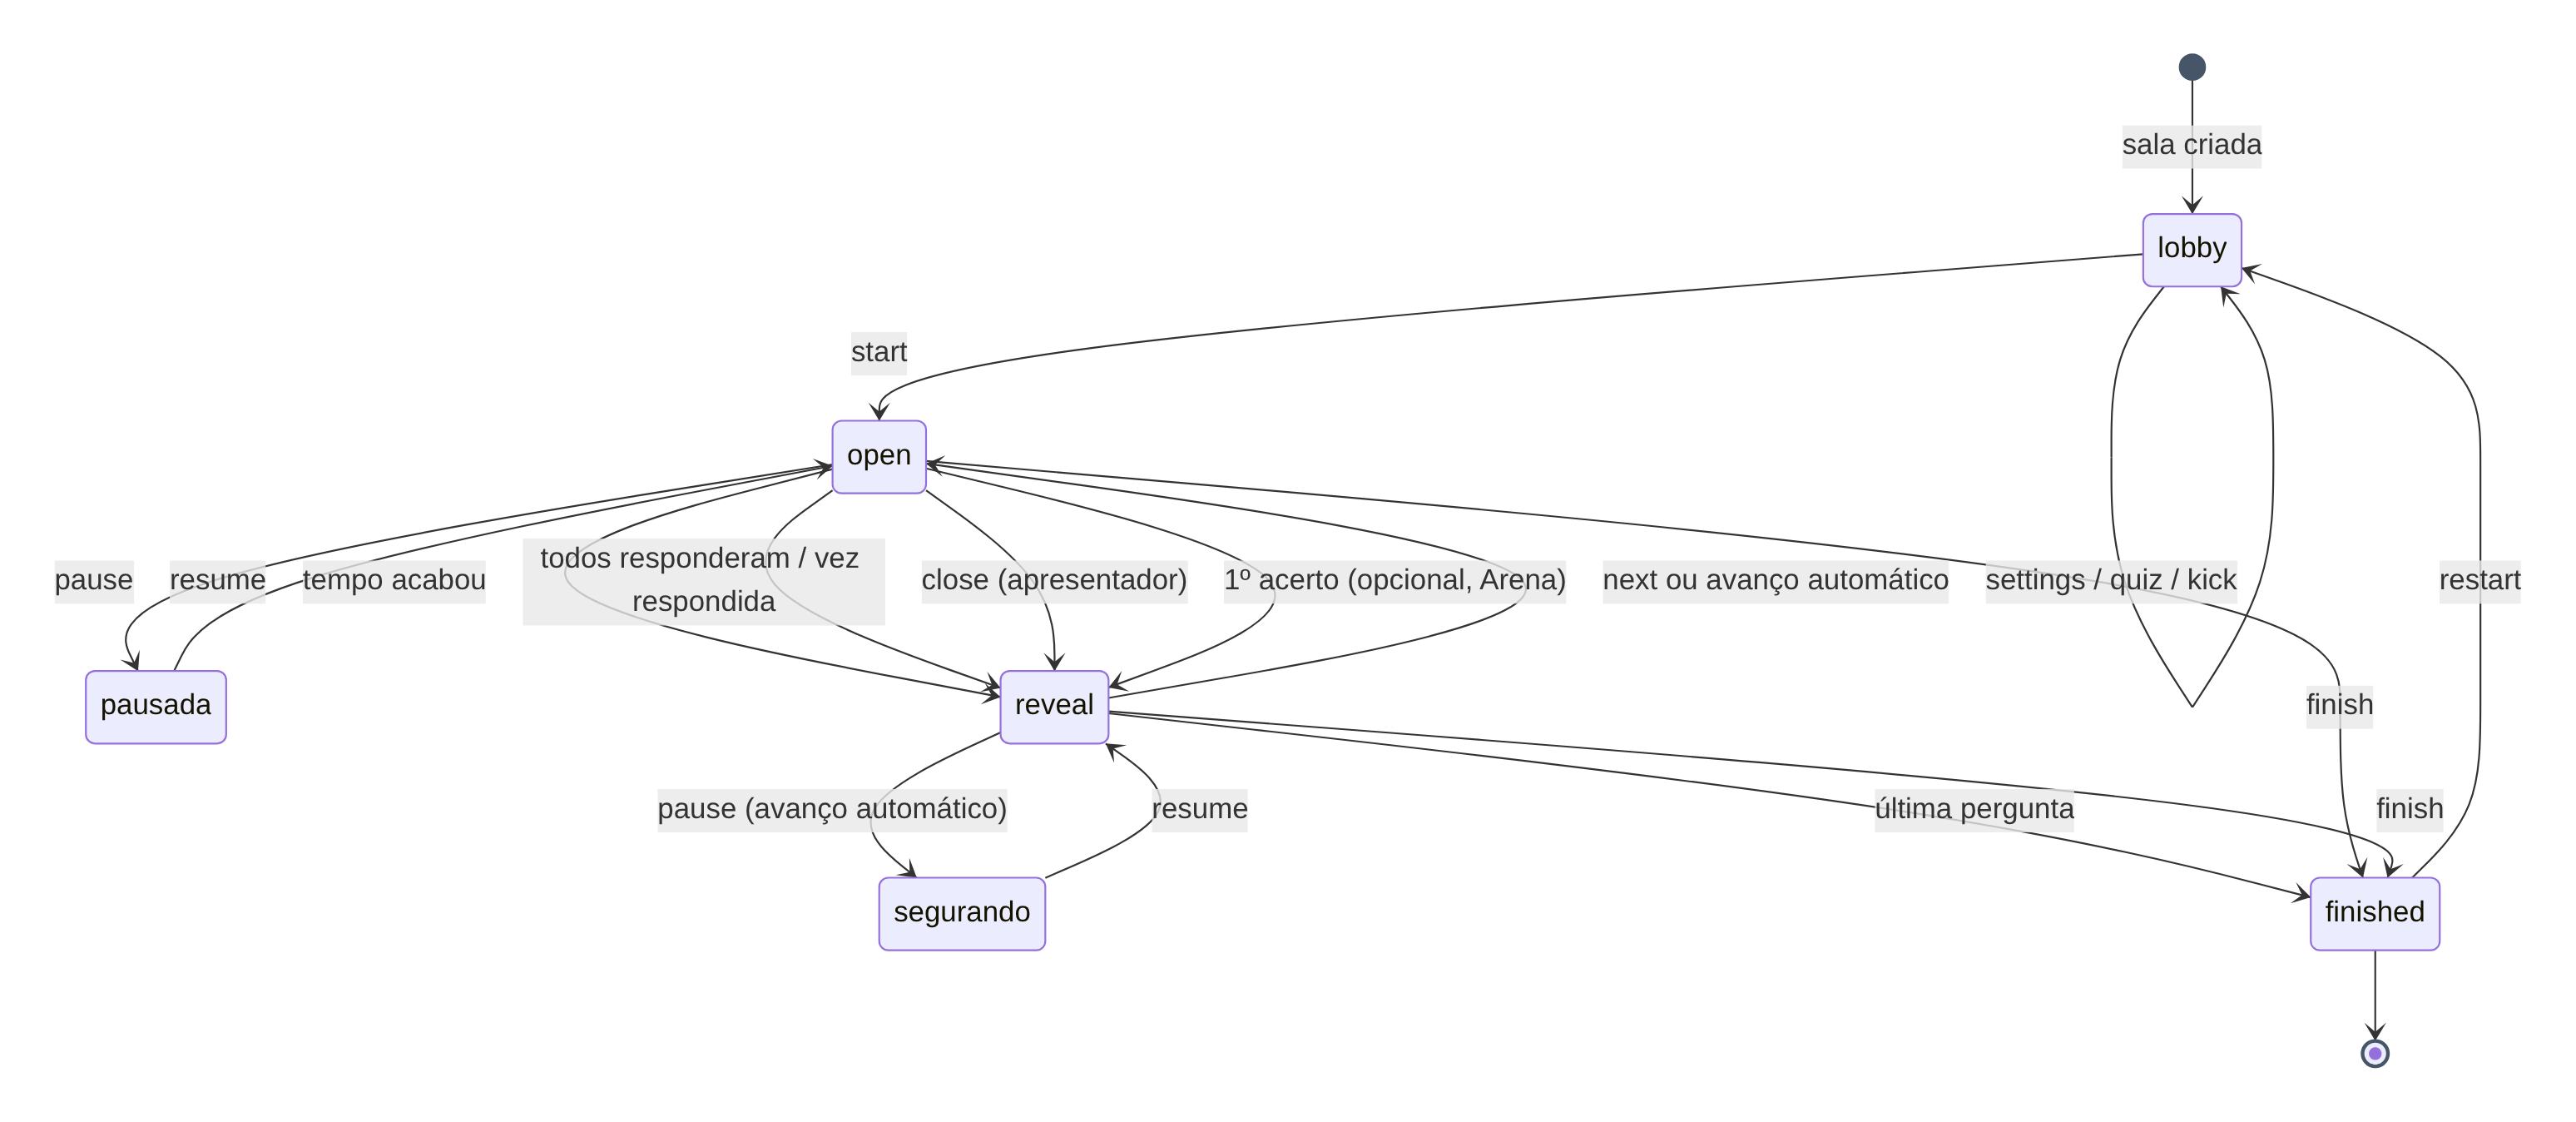 sala criada
lobby
start
open
pause
resume
tempo acabou
todos responderam / vez
respondida
close (apresentador)
1º acerto (opcional, Arena)
next ou avanço automático
settings / quiz / kick
restart
pausada
reveal
finish
pause (avanço automático)
resume
última pergunta
finish
segurando
finished